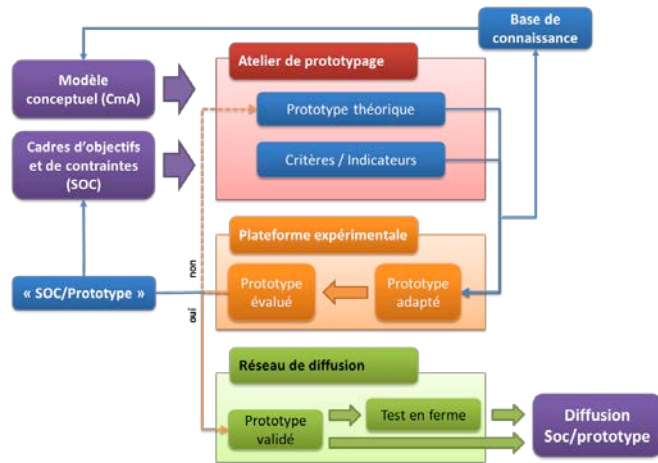 Base de
connaissance
Atelier de prototypage
Modèle
conceptuel (CmA)
Prototype théorique
Cadres d'objectifs
et de contraintes
(SOC)
Critères / Indicateurs
Plateforme expérimentale
non
« SOC/Prototype »
Prototype
évalué
Prototype
adapté
oui
Réseau de diffusion
Test en ferme
Prototype
validé
Diffusion
Soc/prototype